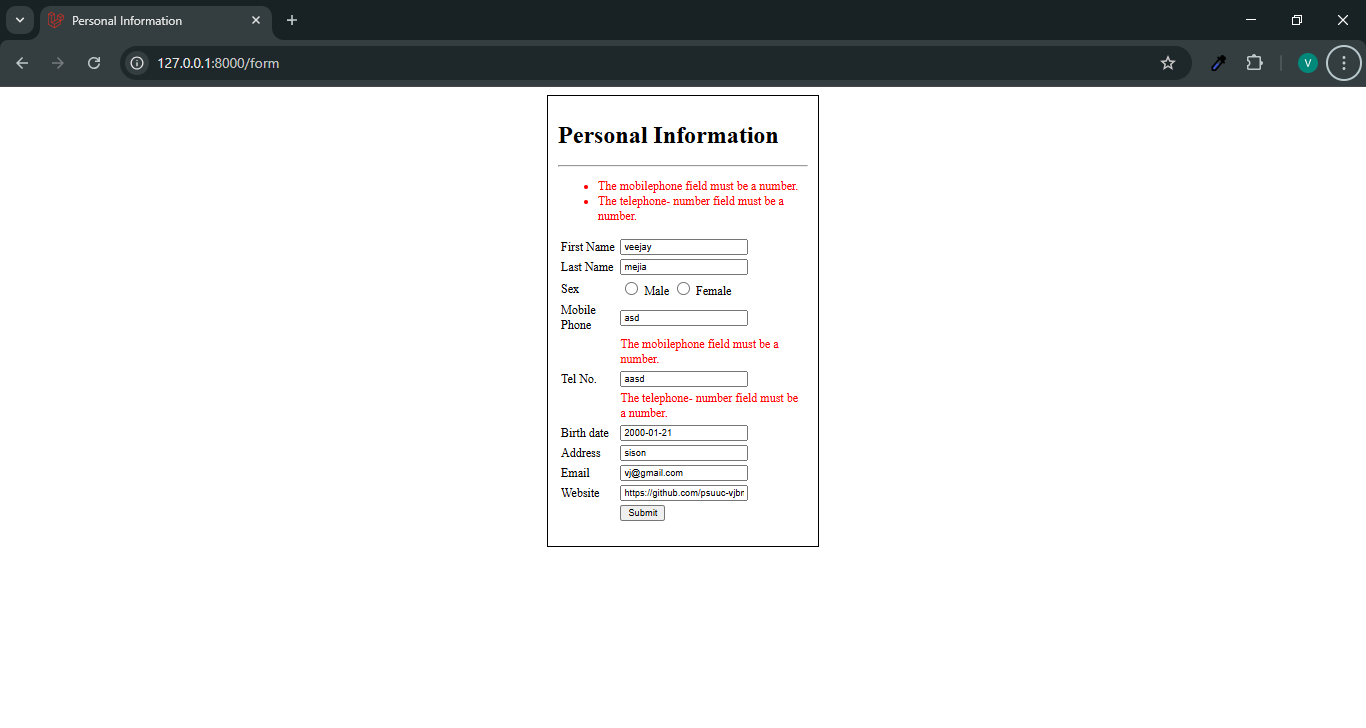 Personal Information
127.0.0.1:8000/form
V
Personal Information
The mobilephone field must be a number.
The telephone- number field must be a
number.
First Name veejay
Last Name mejia
Sex Male Female
Mobile
Phone asd
The mobilephone field must be a
number.
Tel No. aasd
The telephone- number field must be
a number.
Birth date 2000-01-21
Address sison
Email vj@gmail.com
Website https://github.com/psuuc-vjbr
Submit